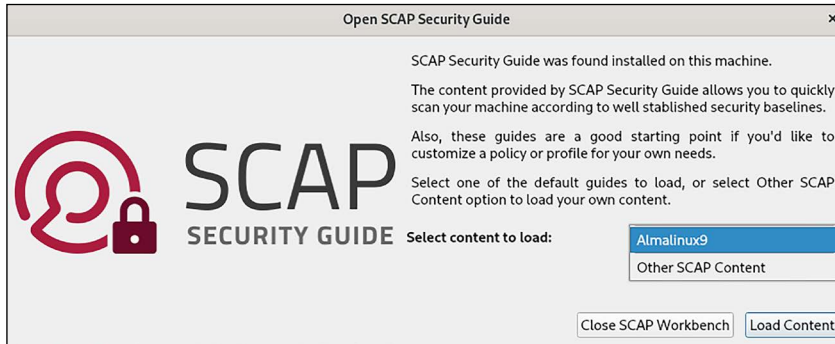 Open SCAP Security Guide
SCAP Security Guide was found installed on this machine.
The content provided by SCAP Security Guide allows you to quickly
scan your machine according to well stablished security baselines.
Also, these guides are a good starting point if you'd like to
customize a policy or profile for your own needs.
Select one of the default guides to load, or select Other SCAP
Content option to load your own content.
SCAP
SECURITY GUIDE
Select content to load:
Almalinux9
Other SCAP Content
Close SCAP Workbench
Load Content